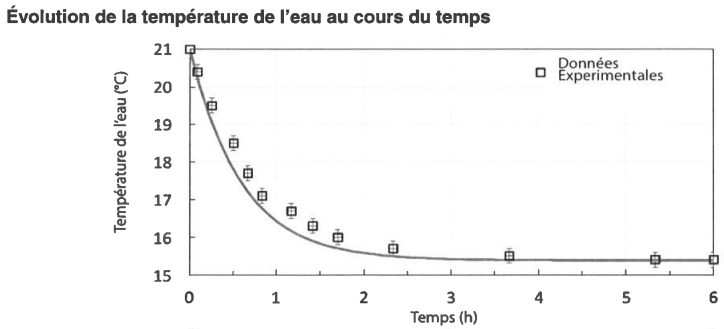 Évolution de la température de l'eau au cours du temps
Données
Experimentales
Température de l'eau (°C)
21
20
19
18
17
16
15
0 1 2 3 4 5 6
Temps (h)